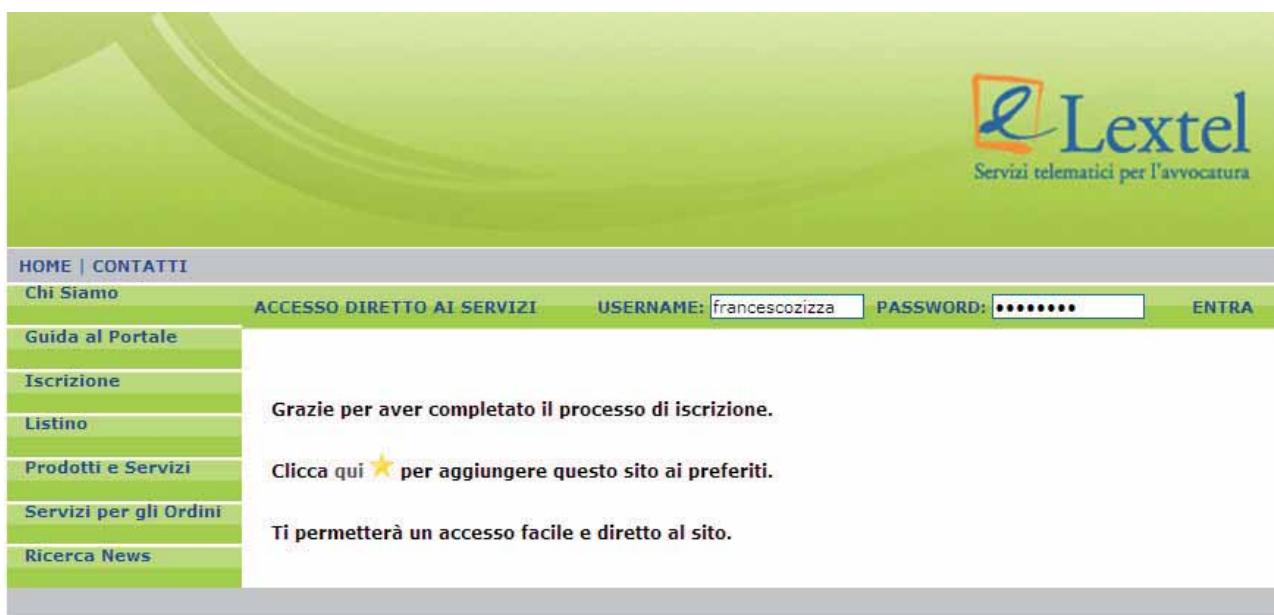 Lextel
Servizi telematici per l'avvocatura
HOME | CONTATTI
Chi Siamo
ACCESSO DIRETTO AI SERVIZI USERNAME: francescozizza PASSWORD: •••••••• ENTRA
Guida al Portale
Iscrizione
Listino
Prodotti e Servizi
Servizi per gli Ordini
Ricerca News
Grazie per aver completato il processo di iscrizione.
Clicca qui per aggiungere questo sito ai preferiti.
Ti permetterà un accesso facile e diretto al sito.